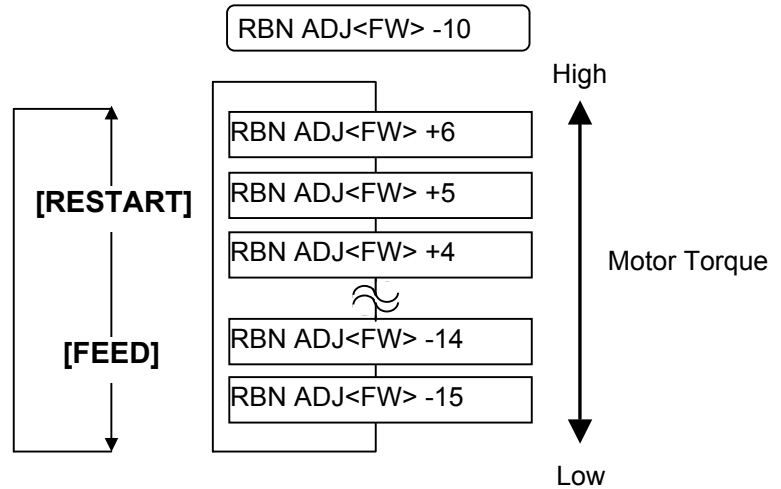 RBN ADJ<FW> -10
High
RBN ADJ<FW> +6
[RESTART]
RBN ADJ<FW> +5
RBN ADJ<FW> +4
Motor Torque
[FEED]
RBN ADJ<FW> -14
RBN ADJ<FW> -15
Low